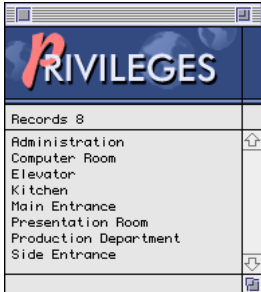 PRIVILEGES
Records 8
Administration
Computer Room
Elevator
Kitchen
Main Entrance
Presentation Room
Production Department
Side Entrance